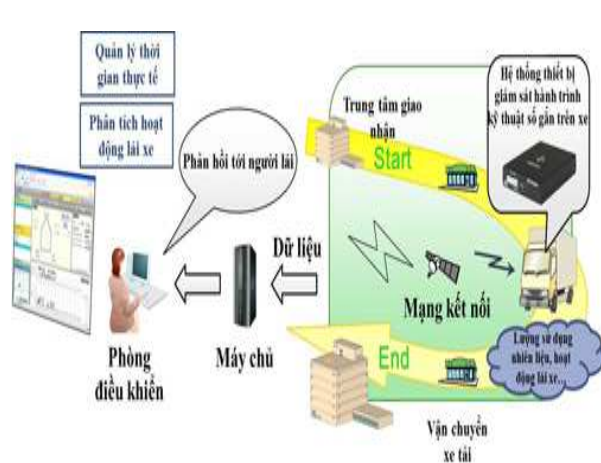 Quản lý thời
gian thực tế
Phân tích hoạt
động lái xe
Phản hồi tới người lái
Trung tâm giao
nhận
Start
Hệ thống thiết bị
giám sát hành trình
kỹ thuật số gắn trên xe
Dữ liệu
Mạng kết nối
Phòng
điều khiển
Máy chủ
End
Lượng sử dụng
nhiên liệu, hoạt
động lái xe...
Vận chuyển
xe tải